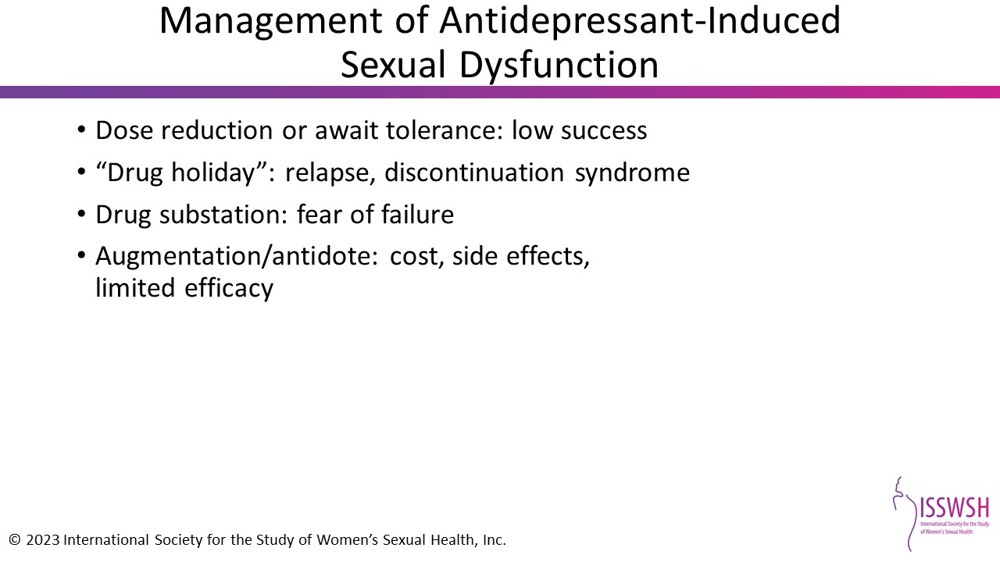 Management of Antidepressant-Induced
Sexual Dysfunction
• Dose reduction or await tolerance: low success
• “Drug holiday”: relapse, discontinuation syndrome
• Drug substation: fear of failure
• Augmentation/antidote: cost, side effects,
limited efficacy
ISSWSH
International Society for the Study
of Women's Sexual Health
© 2023 International Society for the Study of Women’s Sexual Health, Inc.